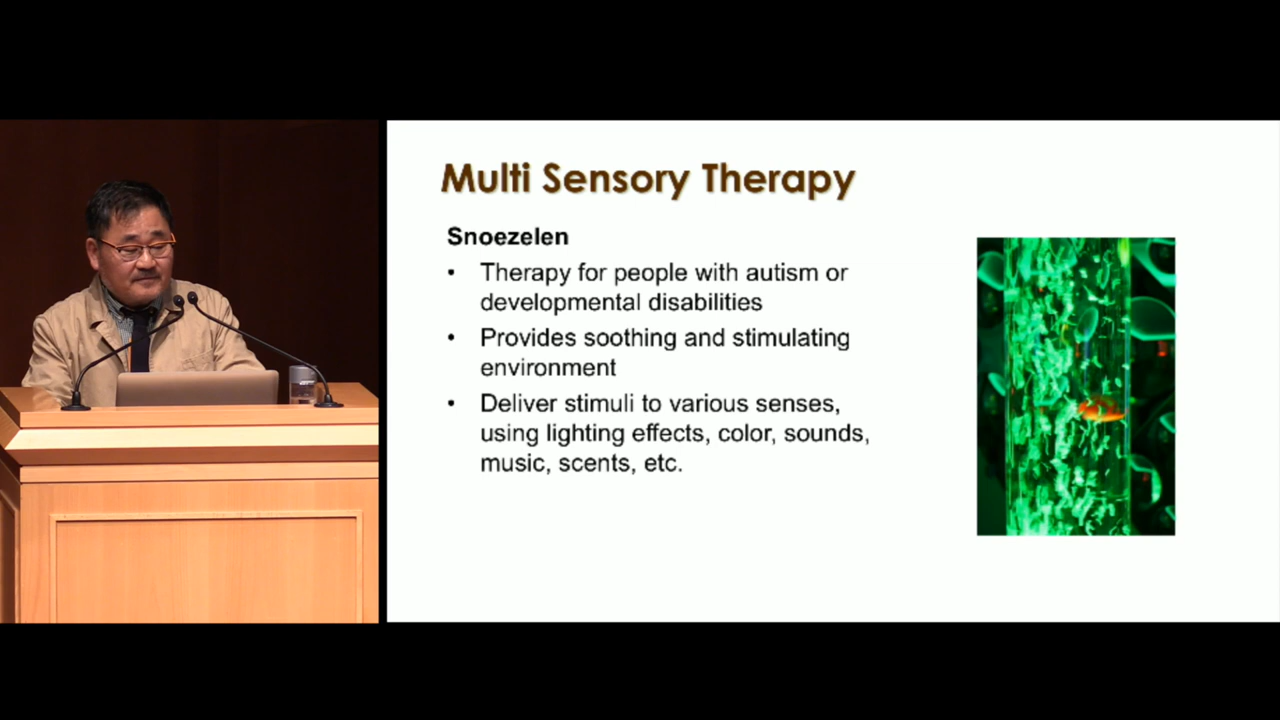 Multi Sensory Therapy
Snoezelen
• Therapy for people with autism or
developmental disabilities
• Provides soothing and stimulating
environment
• Deliver stimuli to various senses,
using lighting effects, color, sounds,
music, scents, etc.